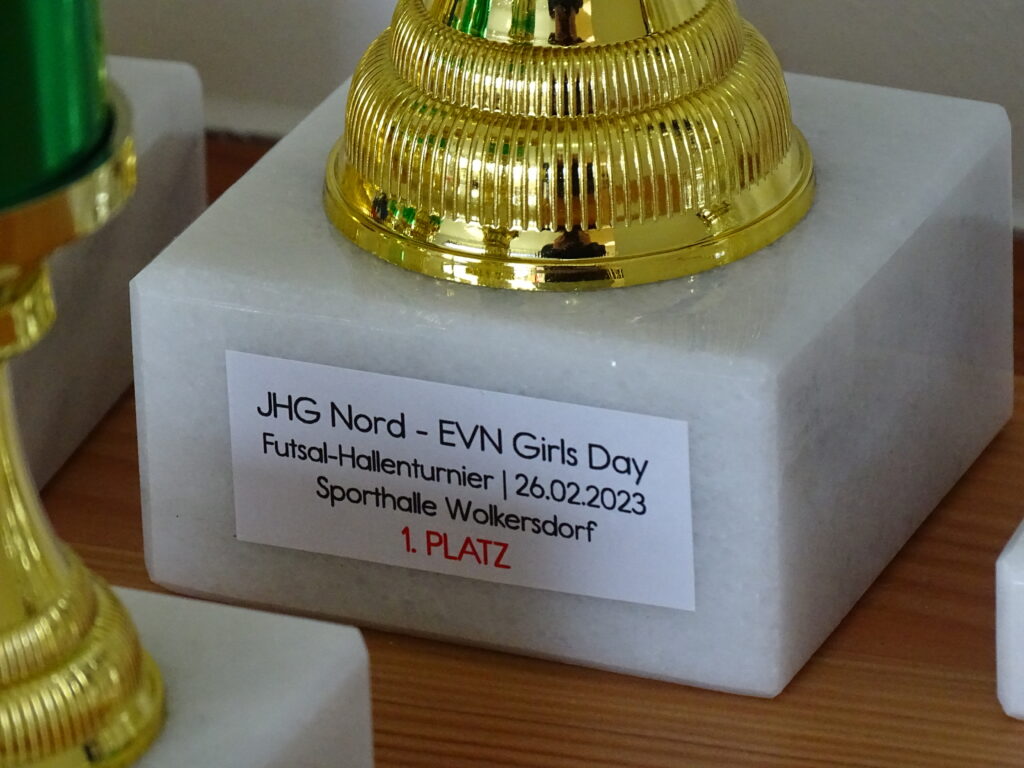 JHG Nord - EVN Girls Day
Futsal-Hallenturnier | 26.02.2023
Sporthalle Wolkersdorf
1. PLATZ